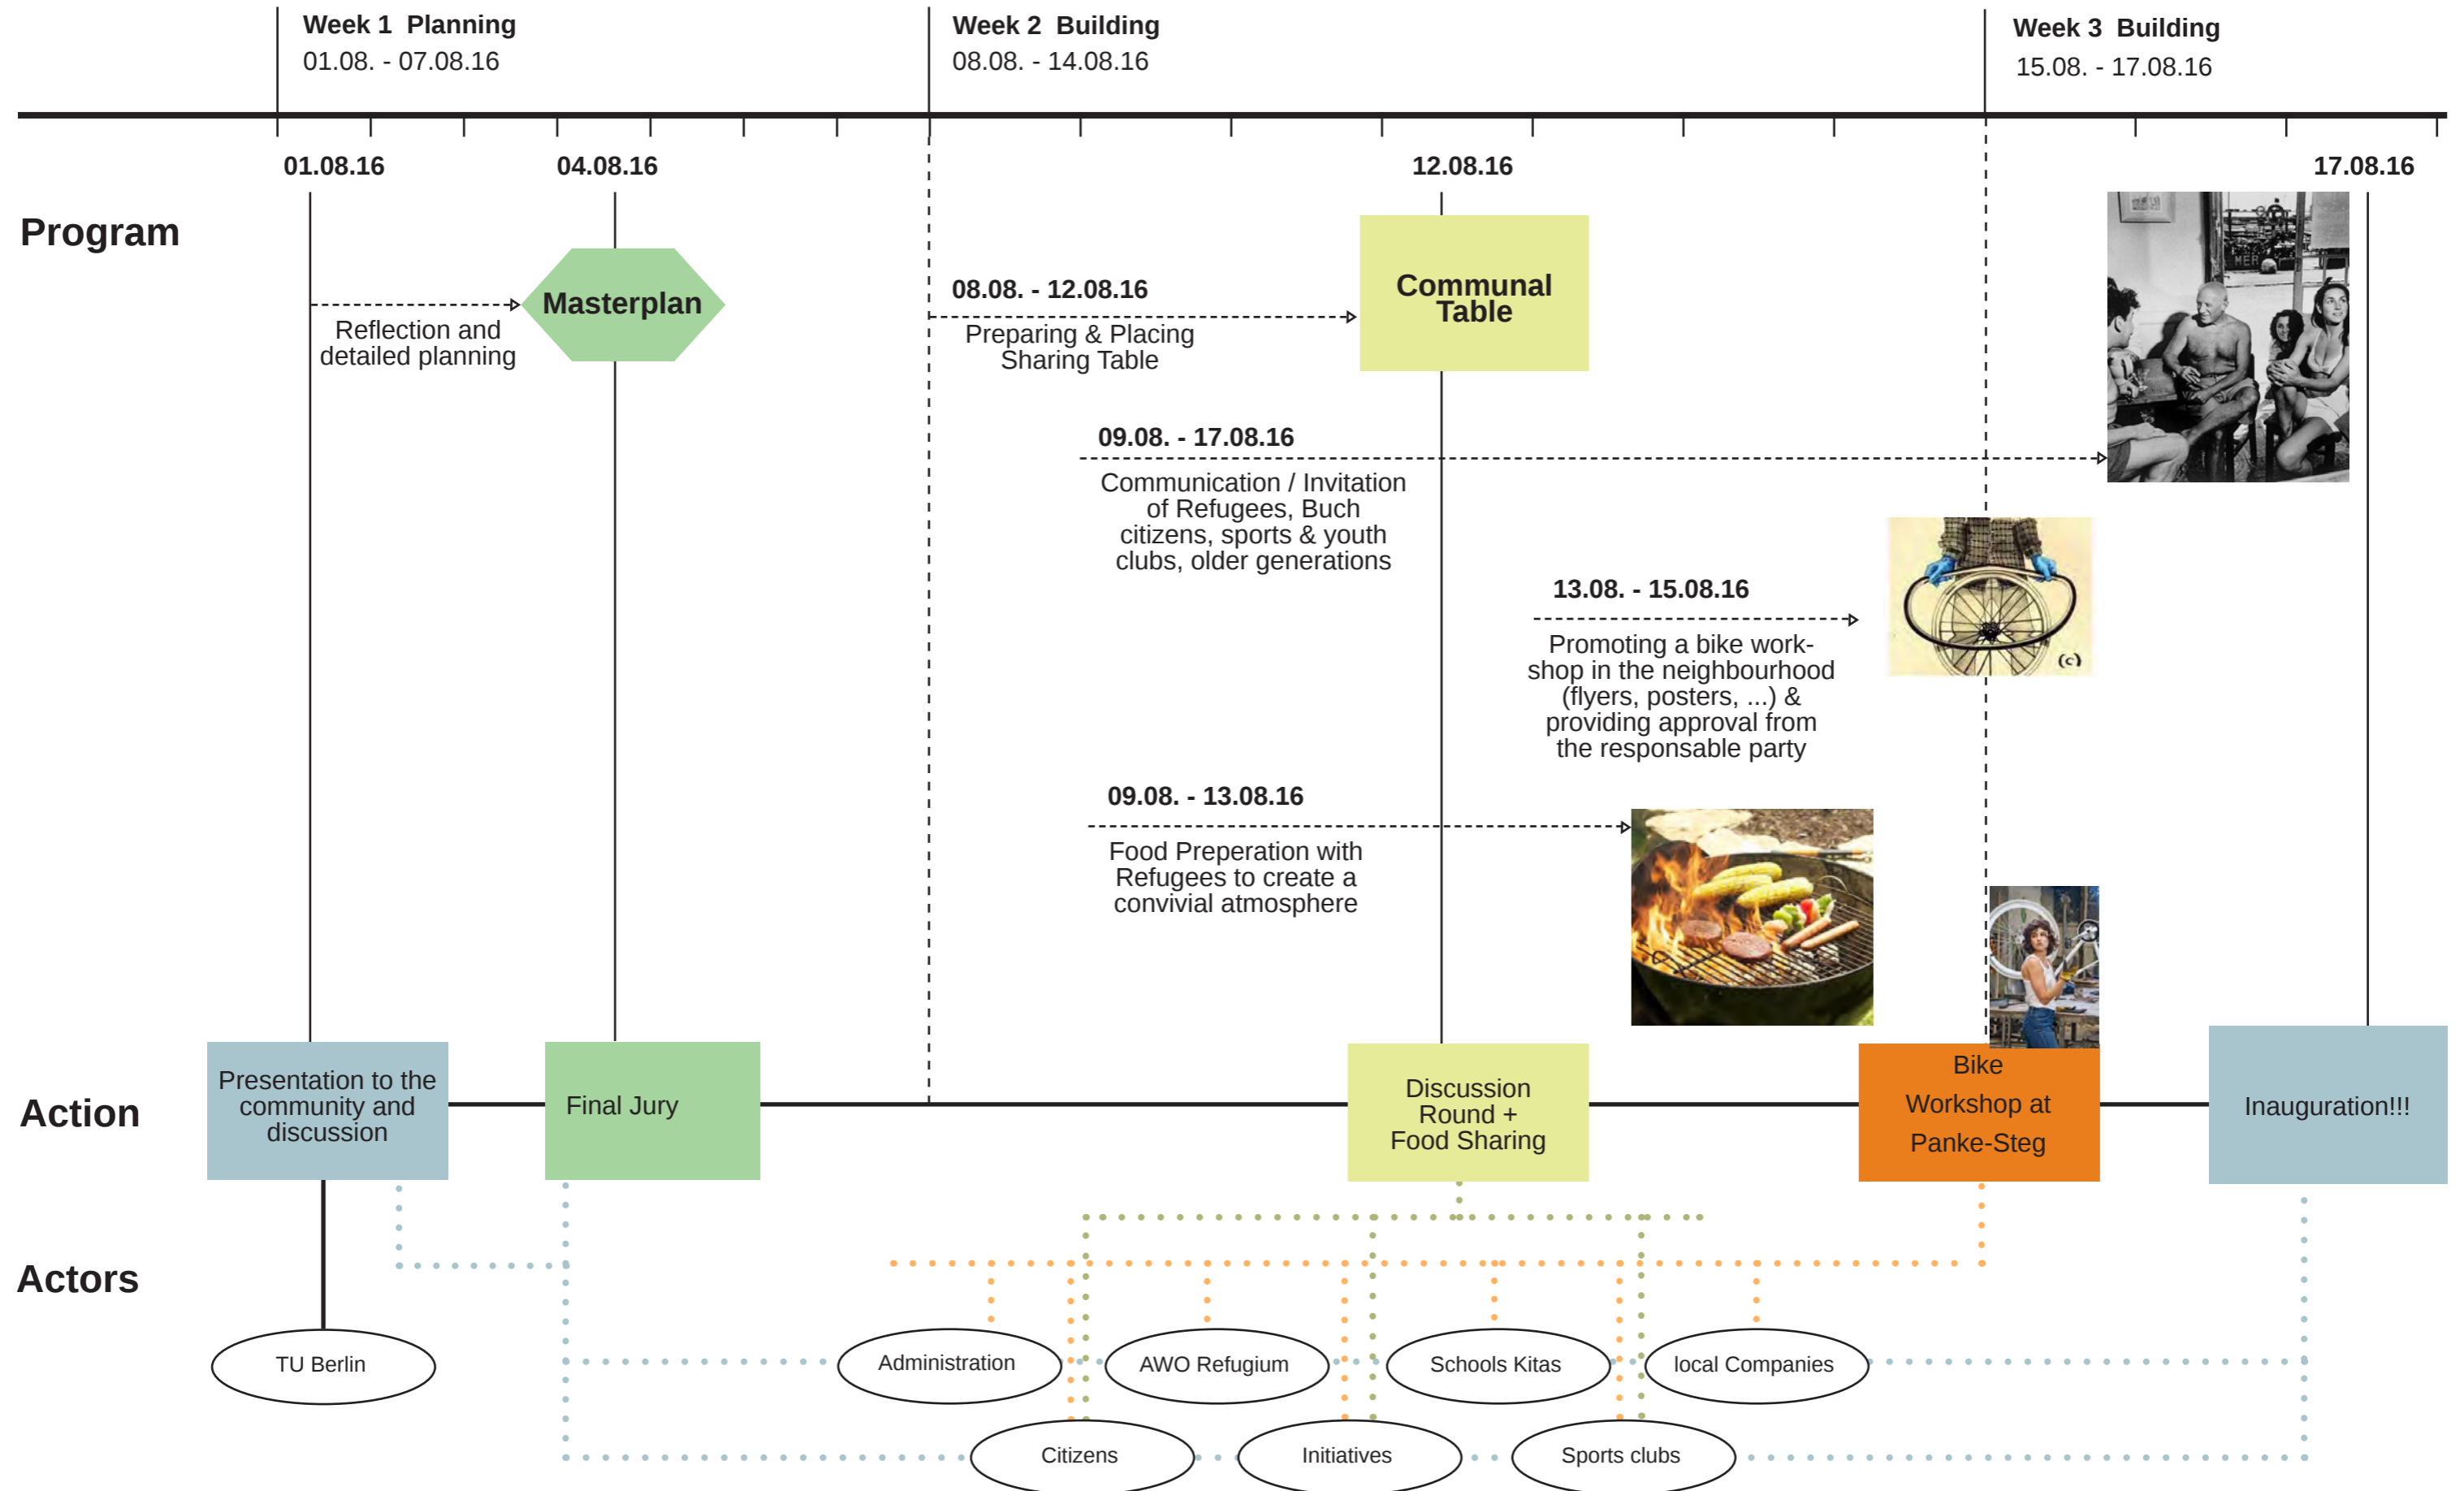 Week 1  Planning
01.08. - 07.08.16
Week 2  Building
08.08. - 14.08.16
Week 3  Building
15.08. - 17.08.16
01.08.16
04.08.16
12.08.16
17.08.16
Program
Masterplan
Reflection and
detailed planning
08.08. - 12.08.16
Preparing & Placing
Sharing Table
Communal
Table
09.08. - 17.08.16
Communication / Invitation
of Refugees, Buch
citizens, sports & youth
clubs, older generations
13.08. - 15.08.16
Promoting a bike work-
shop in the neighbourhood
(flyers, posters, ...) &
providing approval from
the responsable party
(c)
09.08. - 13.08.16
Food Preperation with
Refugees to create a
convivial atmosphere
Action
Presentation to the
community and
discussion
Final Jury
Discussion
Round +
Food Sharing
Bike
Workshop at
Panke-Steg
Inauguration!!!
Actors
TU Berlin
Administration
AWO Refugium
Schools Kitas
local Companies
Citizens
Initiatives
Sports clubs